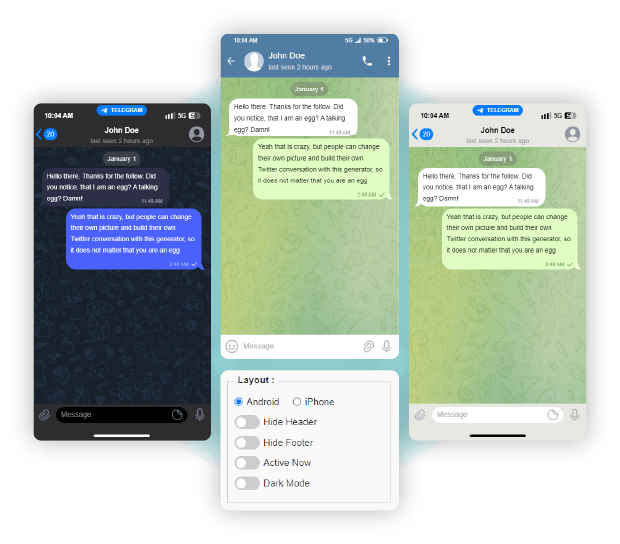 10:04 AM
TELEGRAM
5G
20
John Doe
last seen 2 hours ago
January 1
Hello there. Thanks for the follow. Did
you notice, that I am an egg? A talking
egg? Damn!
11:49 AM
Yeah that is crazy, but people can change
their own picture and build their own
Twitter conversation with this generator, so
it does not matter that you are an egg
2:48 AM
Message
10:04 AM
5G
50%
John Doe
last seen 2 hours ago
January 1
Hello there. Thanks for the follow. Did
you notice, that I am an egg? A talking
egg? Damn!
11:49 AM
Yeah that is crazy, but people can change
their own picture and build their own
Twitter conversation with this generator, so
it does not matter that you are an egg
2:48 AM
Message
Layout :
Android
iPhone
Hide Header
Hide Footer
Active Now
Dark Mode
10:04 AM
TELEGRAM
5G
20
John Doe
last seen 2 hours ago
January 1
Hello there. Thanks for the follow. Did
you notice, that I am an egg? A talking
egg? Damn!
11:49 AM
Yeah that is crazy, but people can change
their own picture and build their own
Twitter conversation with this generator, so
it does not matter that you are an egg
2:48 AM
Message